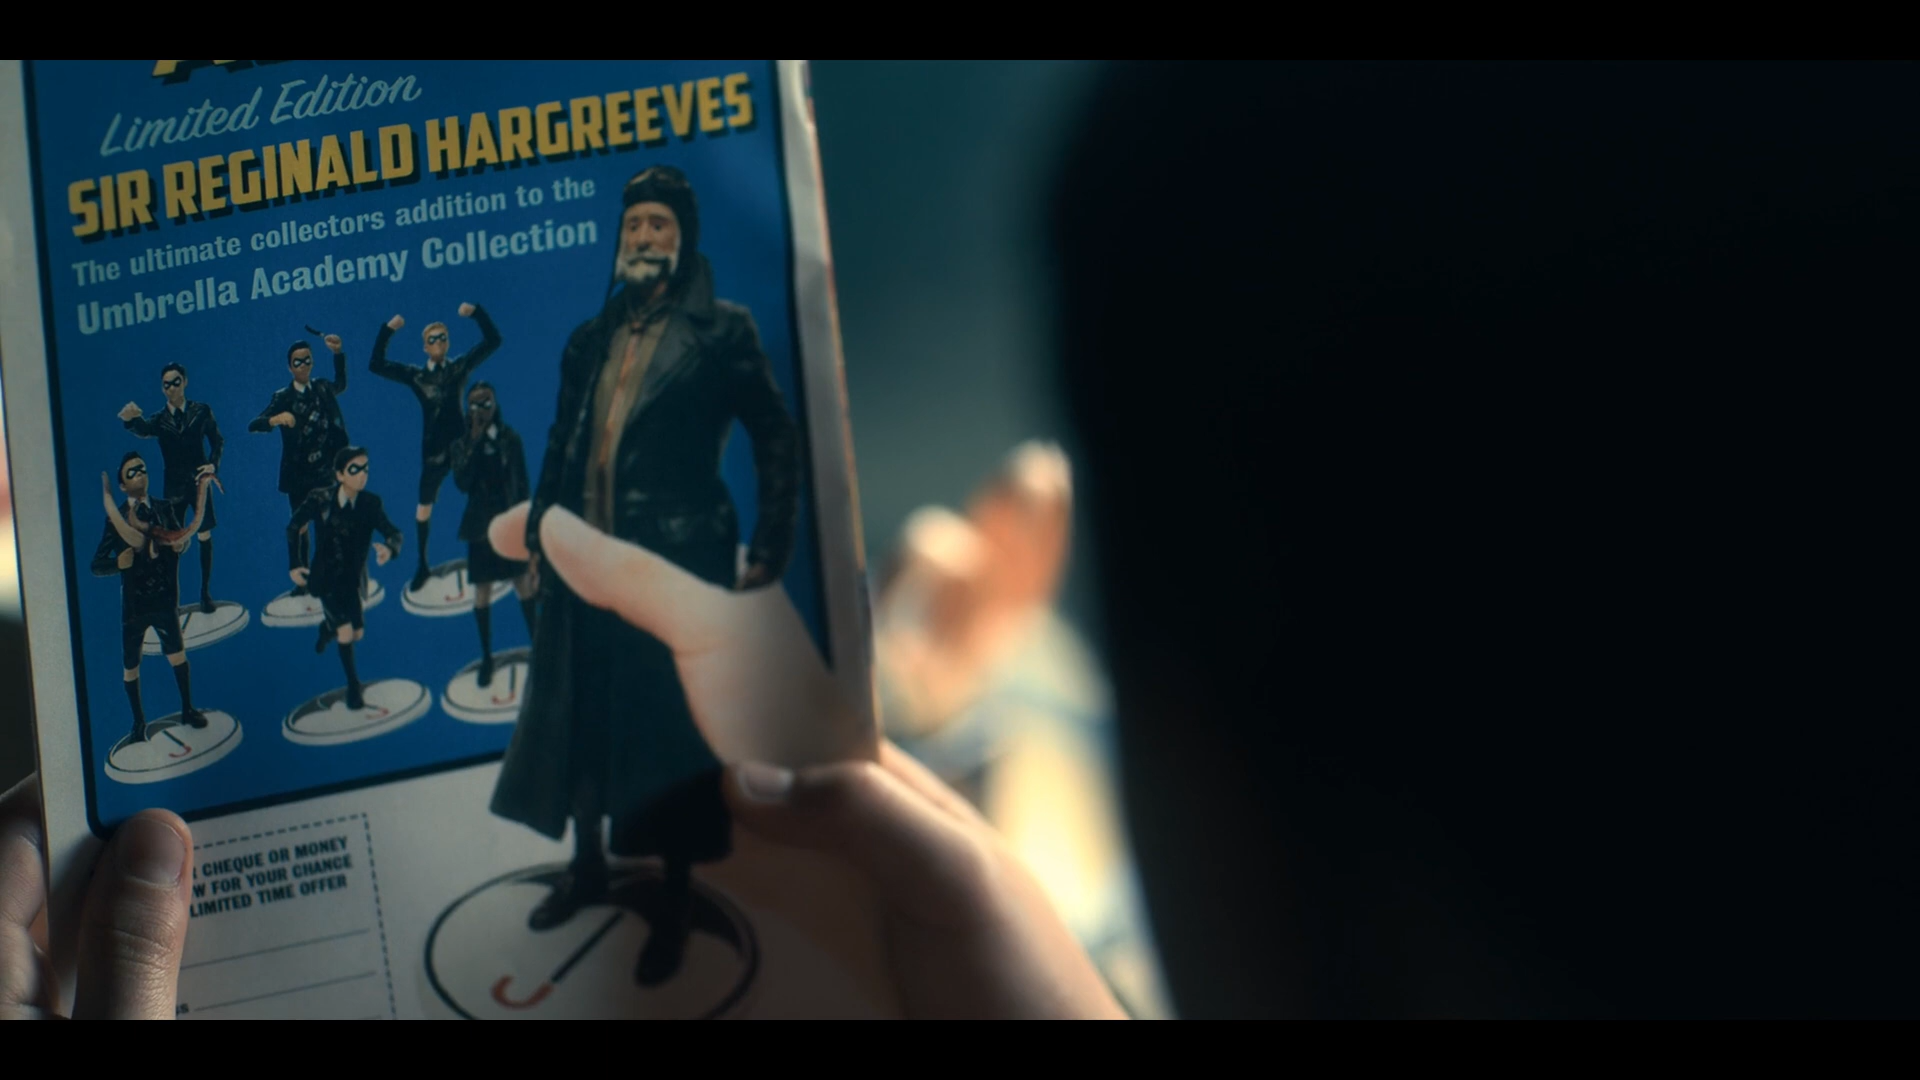 Limited Edition
SIR REGINALD HARGREEVES
The ultimate collectors addition to the
Umbrella Academy Collection
CHEQUE OR MONEY
FOR YOUR CHANCE
LIMITED TIME OFFER